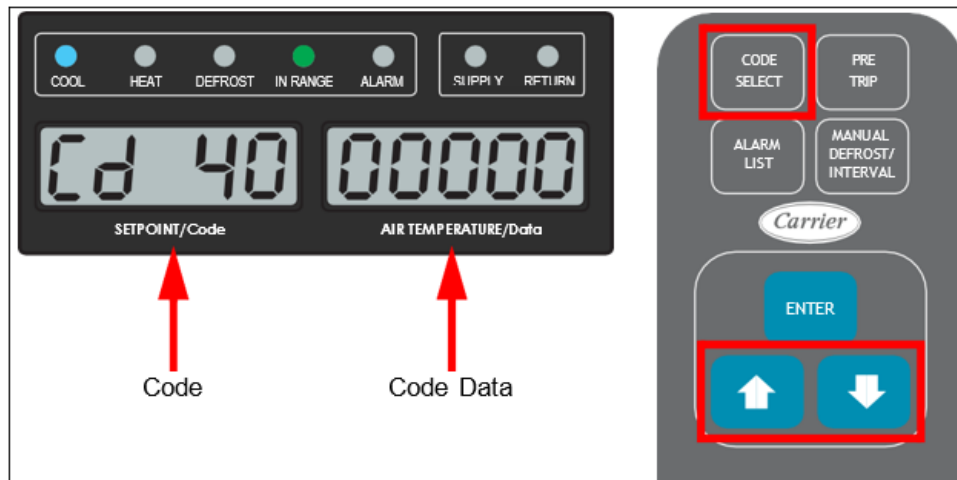 COOL HEAT DEFROST IN RANGE ALARM SUPPLY RETURN
Cd 40 00000
SETPOINT/Code AIR TEMPERATURE/Data
Code Code Data
CODE
SELECT
PRE
TRIP
ALARM
LIST
MANUAL
DEFROST/
INTERVAL
Carrier
ENTER